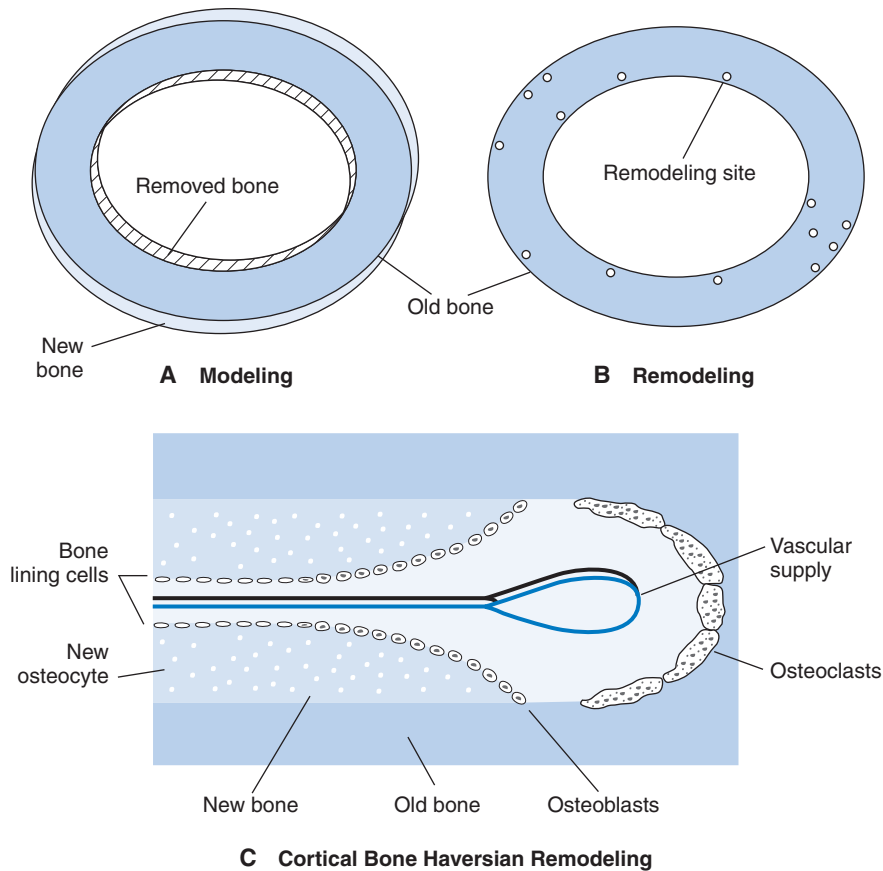 Removed bone
Remodeling site
Old bone
New
bone
A Modeling
B Remodeling
Bone
lining cells
Vascular
supply
New
osteocyte
Osteoclasts
New bone
Old bone
Osteoblasts
C Cortical Bone Haversian Remodeling